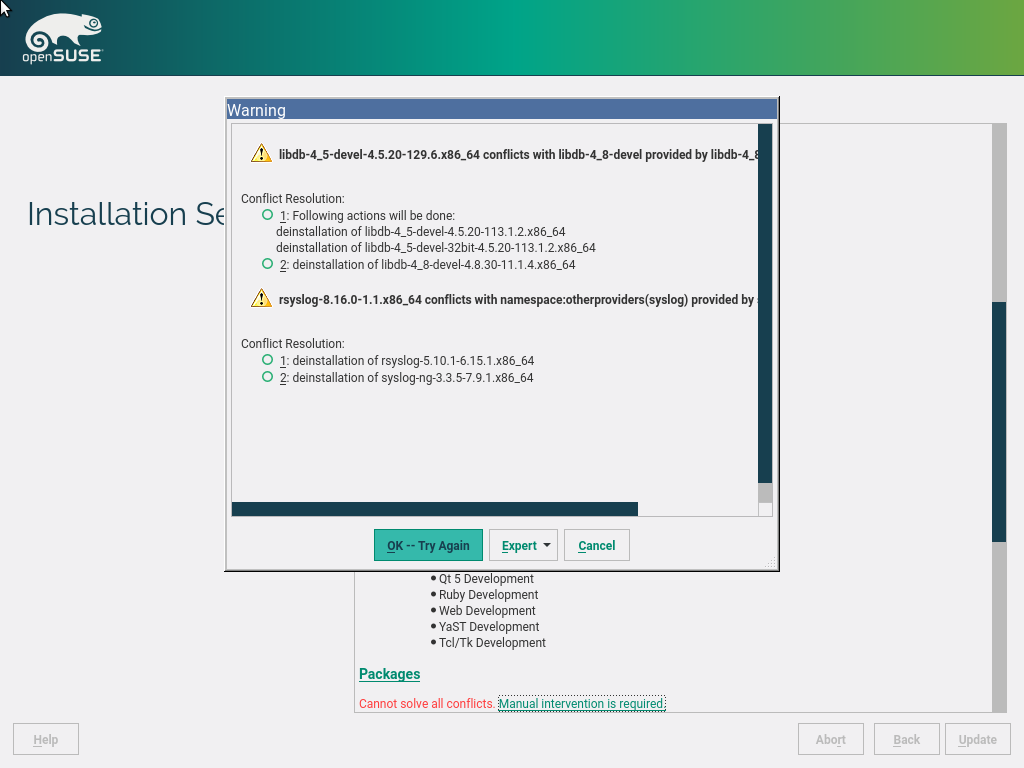 openSUSE
Warning
libdb-4_5-devel-4.5.20-129.6.x86_64 conflicts with libdb-4_8-devel provided by libdb-4_8
Conflict Resolution:
1: Following actions will be done:
deinstallation of libdb-4_5-devel-4.5.20-113.1.2.x86_64
deinstallation of libdb-4_5-devel-32bit-4.5.20-113.1.2.x86_64
2: deinstallation of libdb-4_8-devel-4.8.30-11.1.4.x86_64
rsyslog-8.16.0-1.1.x86_64 conflicts with namespace:otherproviders(syslog) provided by
Conflict Resolution:
1: deinstallation of rsyslog-5.10.1-6.15.1.x86_64
2: deinstallation of syslog-ng-3.3.5-7.9.1.x86_64
OK -- Try Again Expert Cancel
Installation Se
Qt 5 Development
Ruby Development
Web Development
YaST Development
Tcl/Tk Development
Packages
Cannot solve all conflicts. Manual intervention is required.
Help Abort Back Update